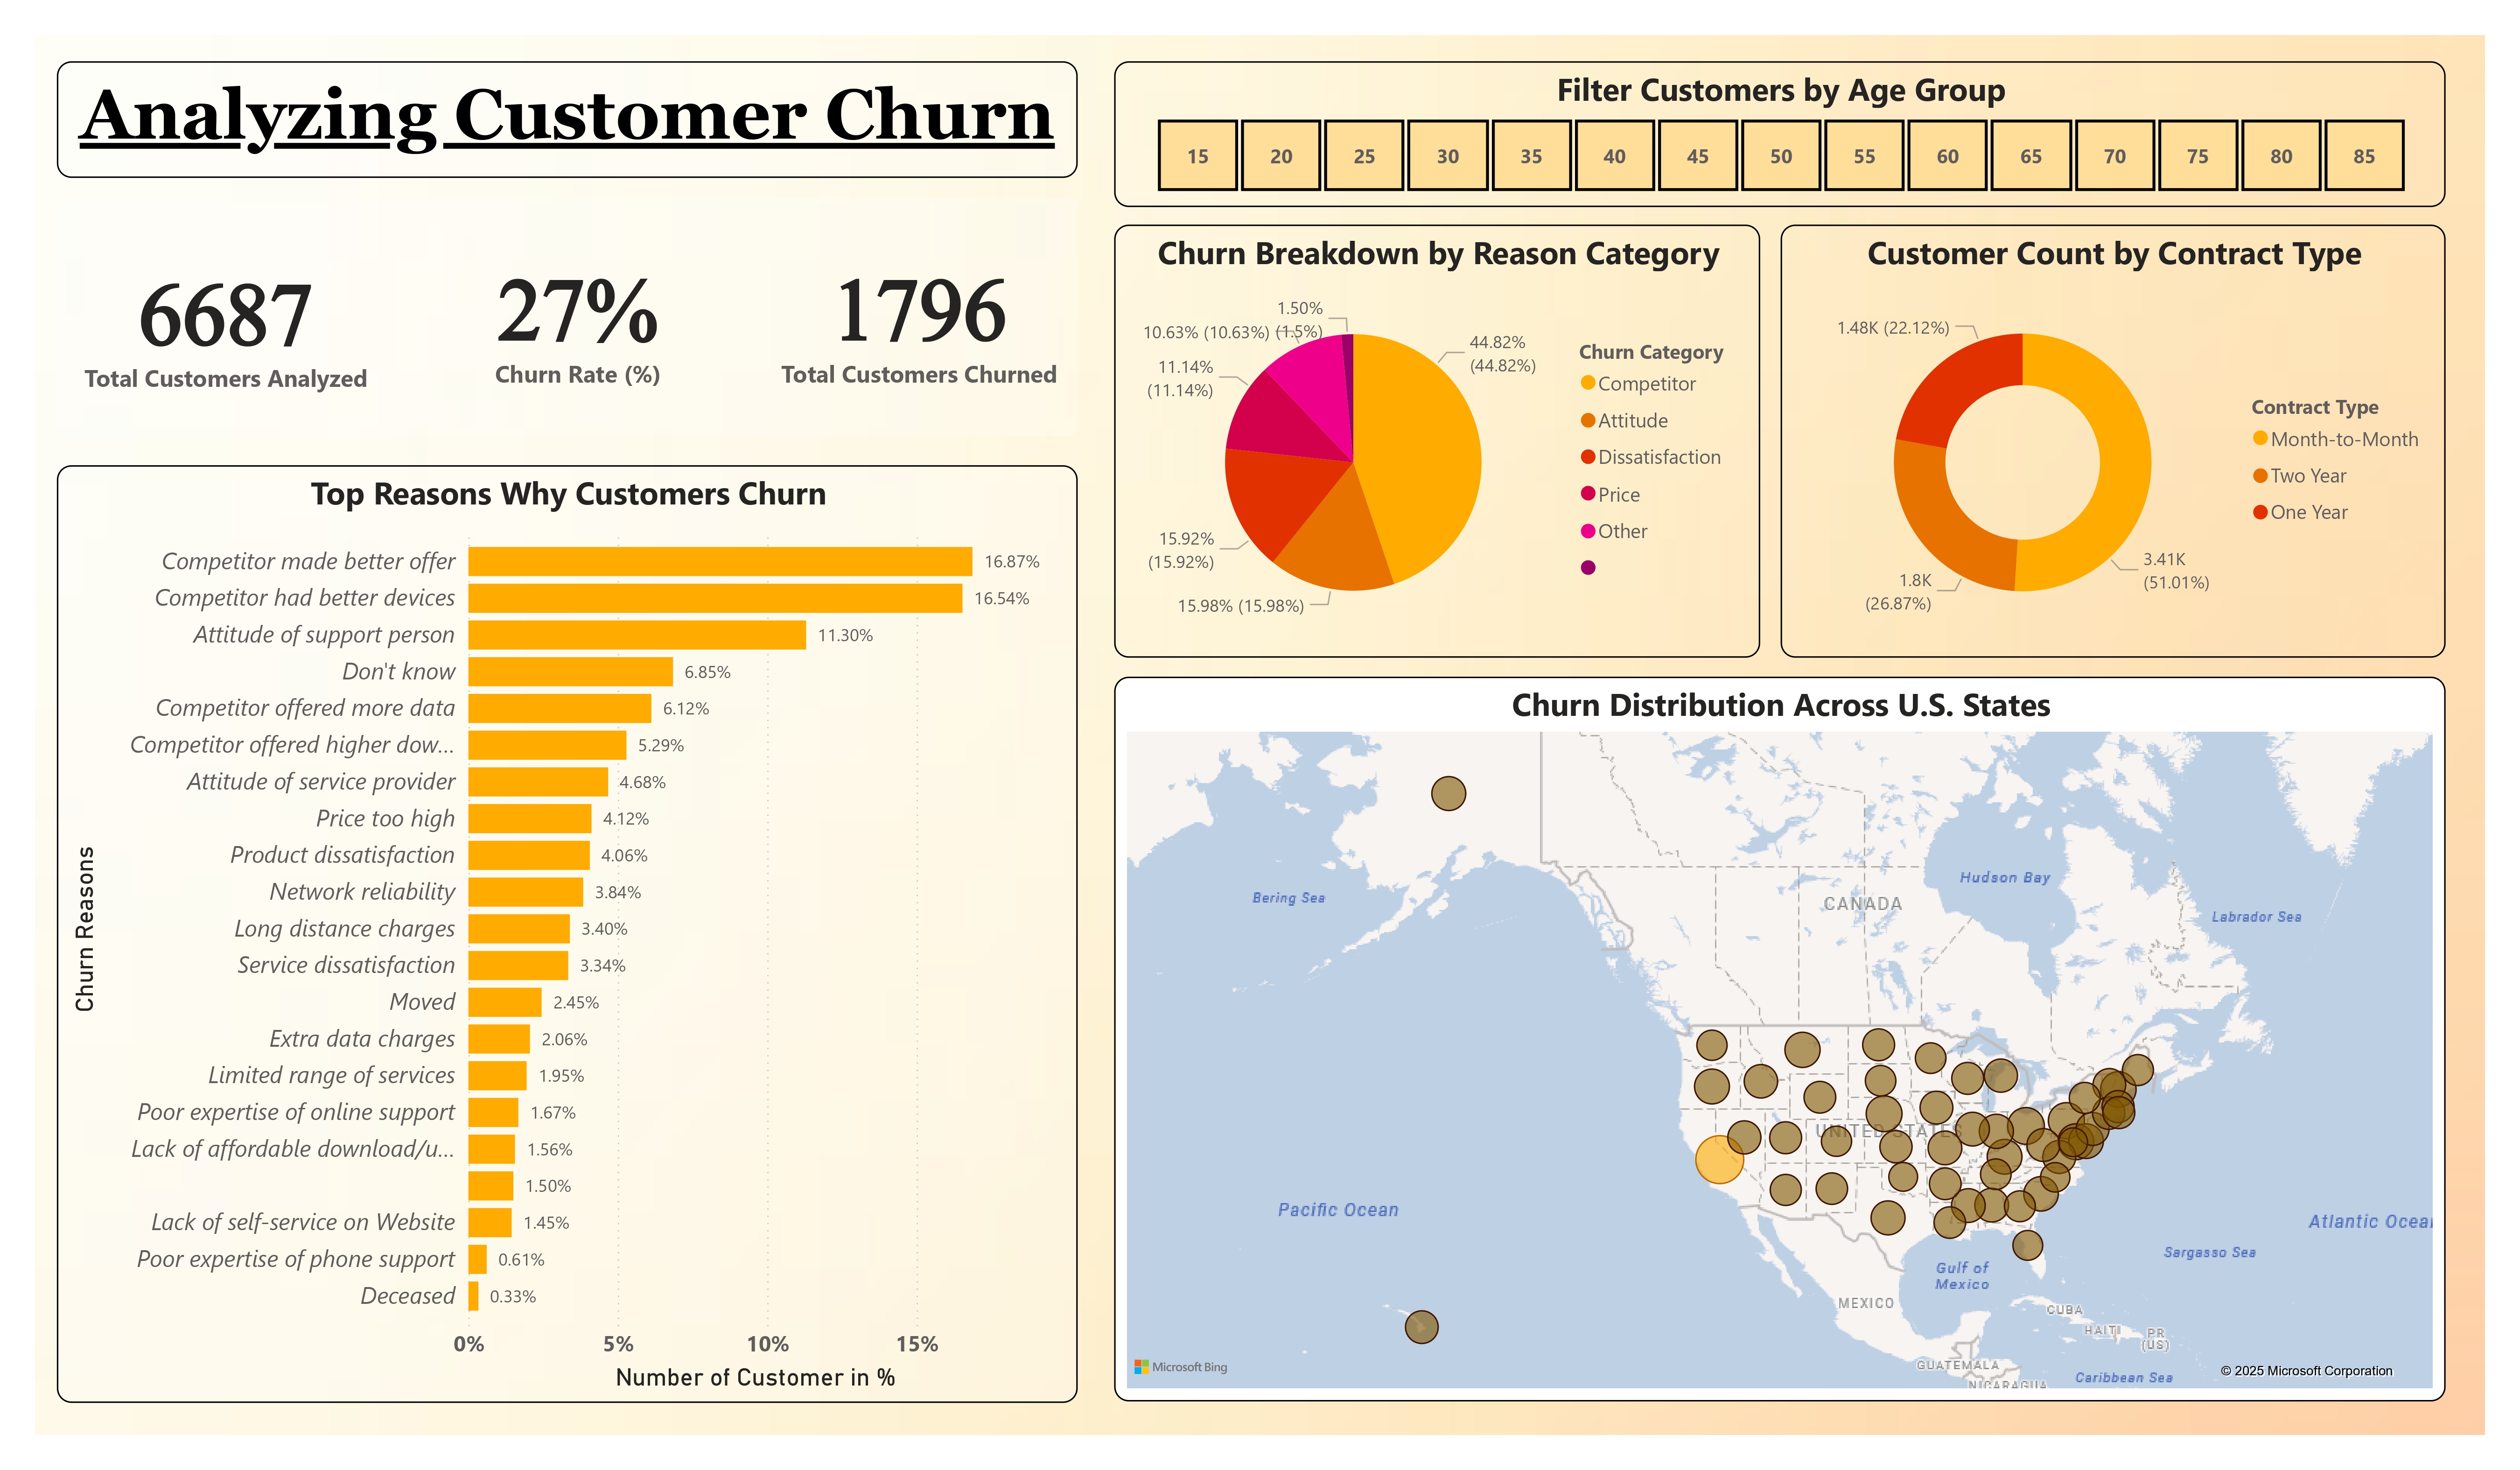 Analyzing Customer Churn
6687
Total Customers Analyzed
27%
Churn Rate (%)
1796
Total Customers Churned
Top Reasons Why Customers Churn
Churn Reasons
Competitor made better offer 16.87%
Competitor had better devices 16.54%
Attitude of support person 11.30%
Don't know 6.85%
Competitor offered more data 6.12%
Competitor offered higher dow... 5.29%
Attitude of service provider 4.68%
Price too high 4.12%
Product dissatisfaction 4.06%
Network reliability 3.84%
Long distance charges 3.40%
Service dissatisfaction 3.34%
Moved 2.45%
Extra data charges 2.06%
Limited range of services 1.95%
Poor expertise of online support 1.67%
Lack of affordable download/u... 1.56%
1.50%
Lack of self-service on Website 1.45%
Poor expertise of phone support 0.61%
Deceased 0.33%
0% 5% 10% 15%
Number of Customer in %
Filter Customers by Age Group
15 20 25 30 35 40 45 50 55 60 65 70 75 80 85
Churn Breakdown by Reason Category
1.50%
(1.5%)
10.63% (10.63%)
11.14%
(11.14%)
15.92%
(15.92%)
15.98% (15.98%)
44.82%
(44.82%)
Churn Category
Competitor
Attitude
Dissatisfaction
Price
Other
Customer Count by Contract Type
1.48K (22.12%)
1.8K
(26.87%)
3.41K
(51.01%)
Contract Type
Month-to-Month
Two Year
One Year
Churn Distribution Across U.S. States
Bering Sea
CANADA
Hudson Bay
Labrador Sea
UNITED STATES
Pacific Ocean
Atlantic Ocean
Sargasso Sea
Gulf of
Mexico
MEXICO
CUBA
HAITI
PR
(US)
GUATEMALA
Caribbean Sea
NICARAGUA
Microsoft Bing
© 2025 Microsoft Corporation